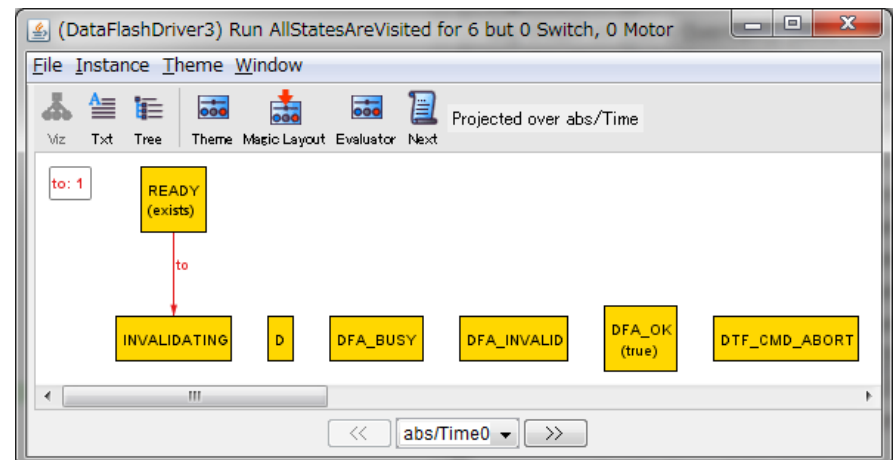 (DataFlashDriver3) Run AllStatesAreVisited for 6 but 0 Switch, 0 Motor
File Instance Theme Window
Viz Txt Tree Theme Magic Layout Evaluator Next Projected over abs/Time
to: 1
READY
(exists)
to
INVALIDATING
D
DFA_BUSY
DFA_INVALID
DFA_OK
(true)
DTF_CMD_ABORT
<< abs/Time0 >>